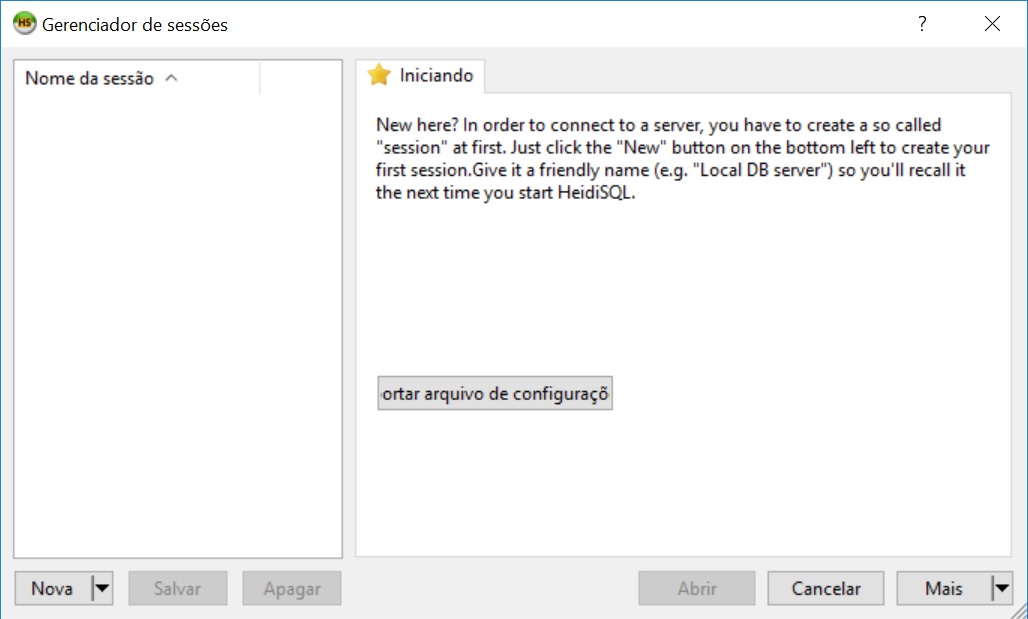 HS Gerenciador de sessões
?
Nome da sessão
Iniciando
New here? In order to connect to a server, you have to create a so called
"session" at first. Just click the "New" button on the bottom left to create your
first session.Give it a friendly name (e.g. "Local DB server") so you'll recall it
the next time you start HeidiSQL.
ortar arquivo de configuraçõ
Nova
Salvar
Apagar
Abrir
Cancelar
Mais